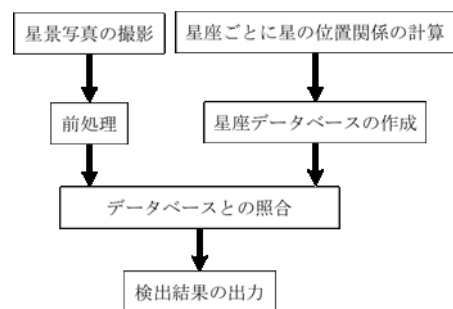 星景写真の撮影
星座ごとに星の位置関係の計算
前処理
星座データベースの作成
データベースとの照合
検出結果の出力